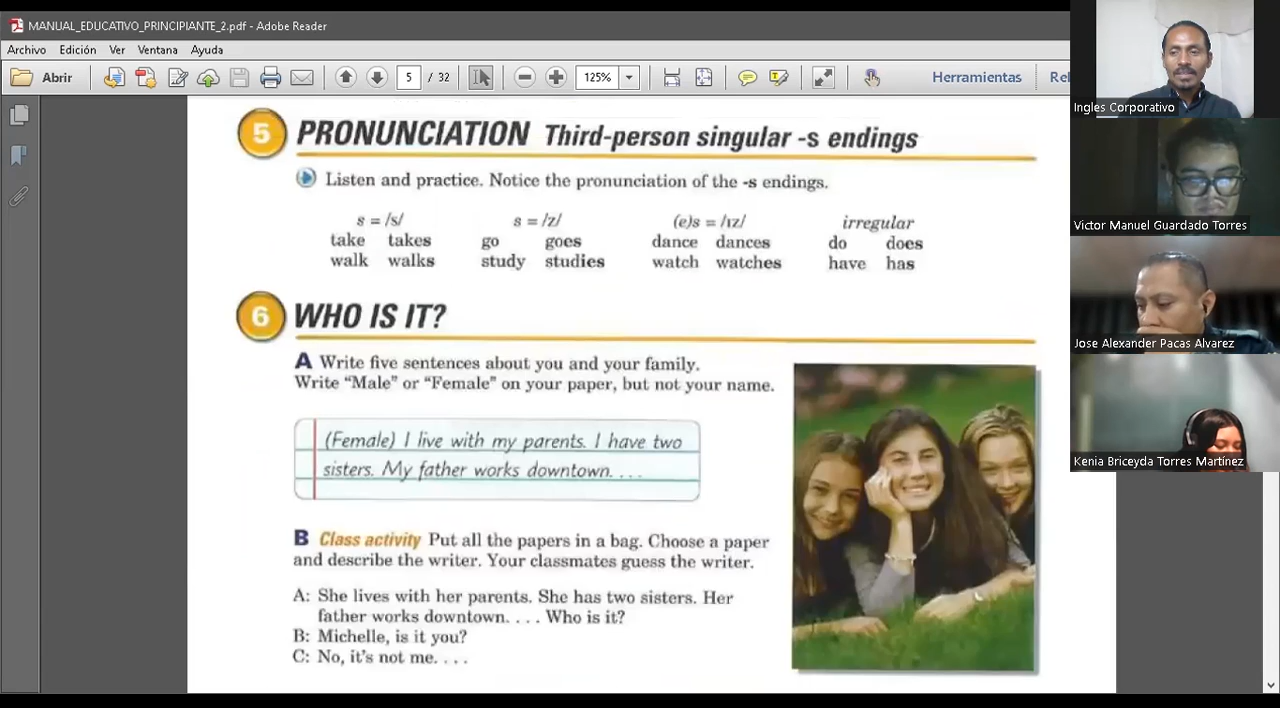 MANUAL_EDUCATIVO_PRINCIPIANTE_2.pdf - Adobe Reader
Archivo Edición Ver Ventana Ayuda
Abrir 5 / 32 125% Herramientas
5 PRONUNCIATION Third-person singular -s endings
Listen and practice. Notice the pronunciation of the -s endings.
s = /s/ s = /z/ (e)s = /ɪz/ irregular
take takes go goes dance dances do does
walk walks study studies watch watches have has
6 WHO IS IT?
A Write five sentences about you and your family.
Write “Male” or “Female” on your paper, but not your name.
(Female) I live with my parents. I have two
sisters. My father works downtown. . . .
B Class activity Put all the papers in a bag. Choose a paper
and describe the writer. Your classmates guess the writer.
A: She lives with her parents. She has two sisters. Her
father works downtown. . . . Who is it?
B: Michelle, is it you?
C: No, it's not me. . . .
Ingles Corporativo
Victor Manuel Guardado Torres
Jose Alexander Pacas Alvarez
Kenia Briceyda Torres Martínez